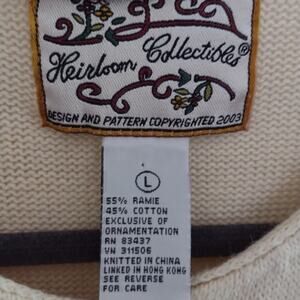 Heirloom Collectibles®
DESIGN AND PATTERN COPYRIGHTED 2003
L
55% RAMIE
45% COTTON
EXCLUSIVE OF
ORNAMENTATION
RN 83437
VN 311506
KNITTED IN CHINA
LINKED IN HONG KONG
SEE REVERSE
FOR CARE